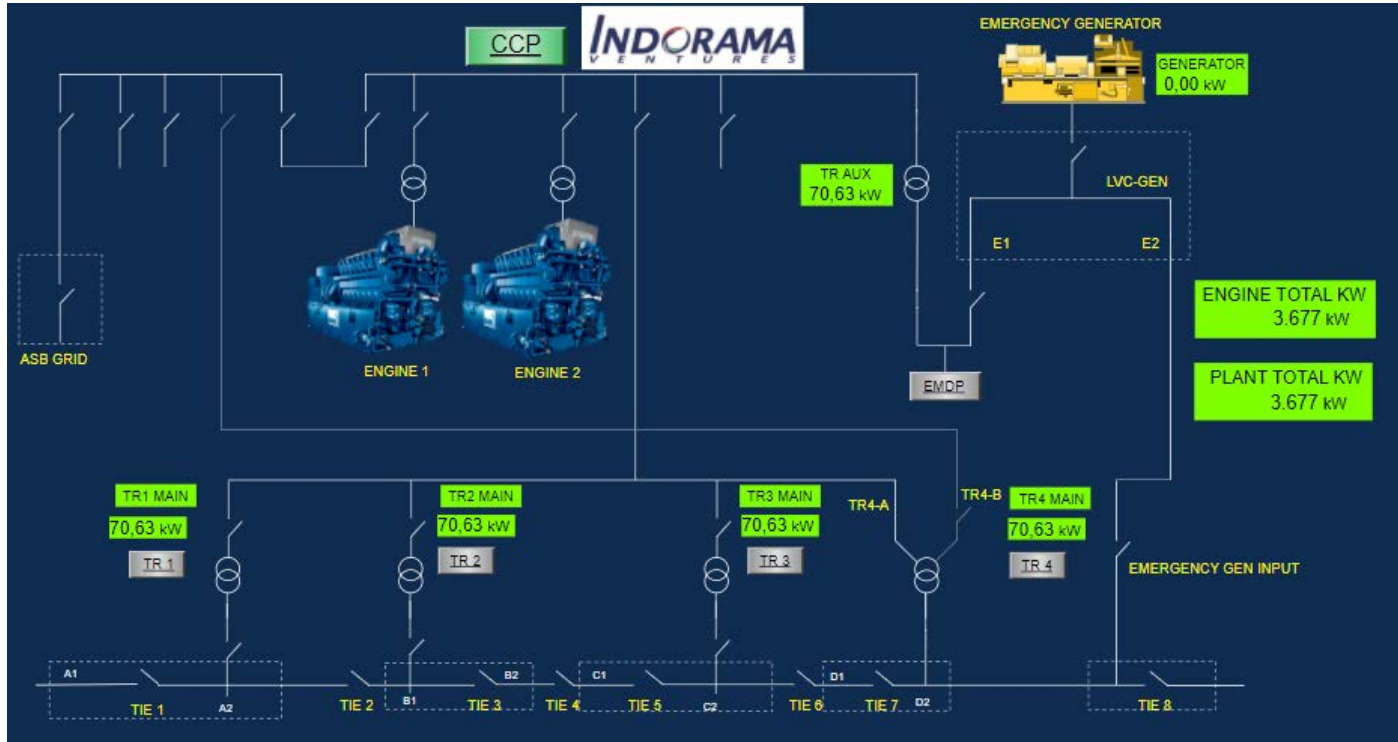 CCP
INDORAMA
VENTURES
EMERGENCY GENERATOR
GENERATOR
0,00 kW
TR AUX
70,63 kW
LVC-GEN
E1
E2
ENGINE TOTAL KW
3.677 kW
ASB GRID
ENGINE 1
ENGINE 2
EMDP
PLANT TOTAL KW
3.677 kW
TR1 MAIN
70,63 kW
TR 1
TR2 MAIN
70,63 kW
TR 2
TR3 MAIN
70,63 kW
TR 3
TR4-A
TR4-B
TR4 MAIN
70,63 kW
TR 4
EMERGENCY GEN INPUT
A1
TIE 1
A2
TIE 2
B1
B2
TIE 3
TIE 4
C1
TIE 5
C2
TIE 6
D1
TIE 7
D2
TIE 8